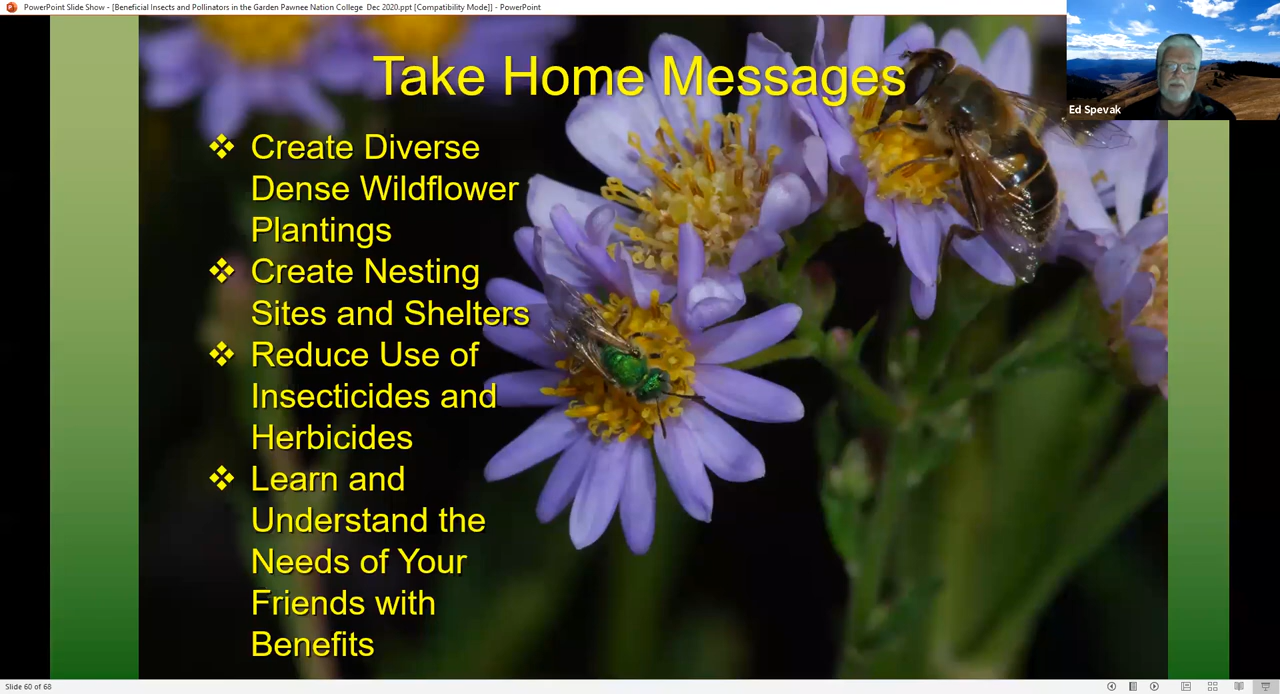 PowerPoint Slide Show - [Beneficial Insects and Pollinators in the Garden Pawnee Nation College  Dec 2020.ppt [Compatibility Mode]] - PowerPoint
Ed Spevak
Take Home Messages
❖ Create Diverse
Dense Wildflower
Plantings
❖ Create Nesting
Sites and Shelters
❖ Reduce Use of
Insecticides and
Herbicides
❖ Learn and
Understand the
Needs of Your
Friends with
Benefits
Slide 60 of 68